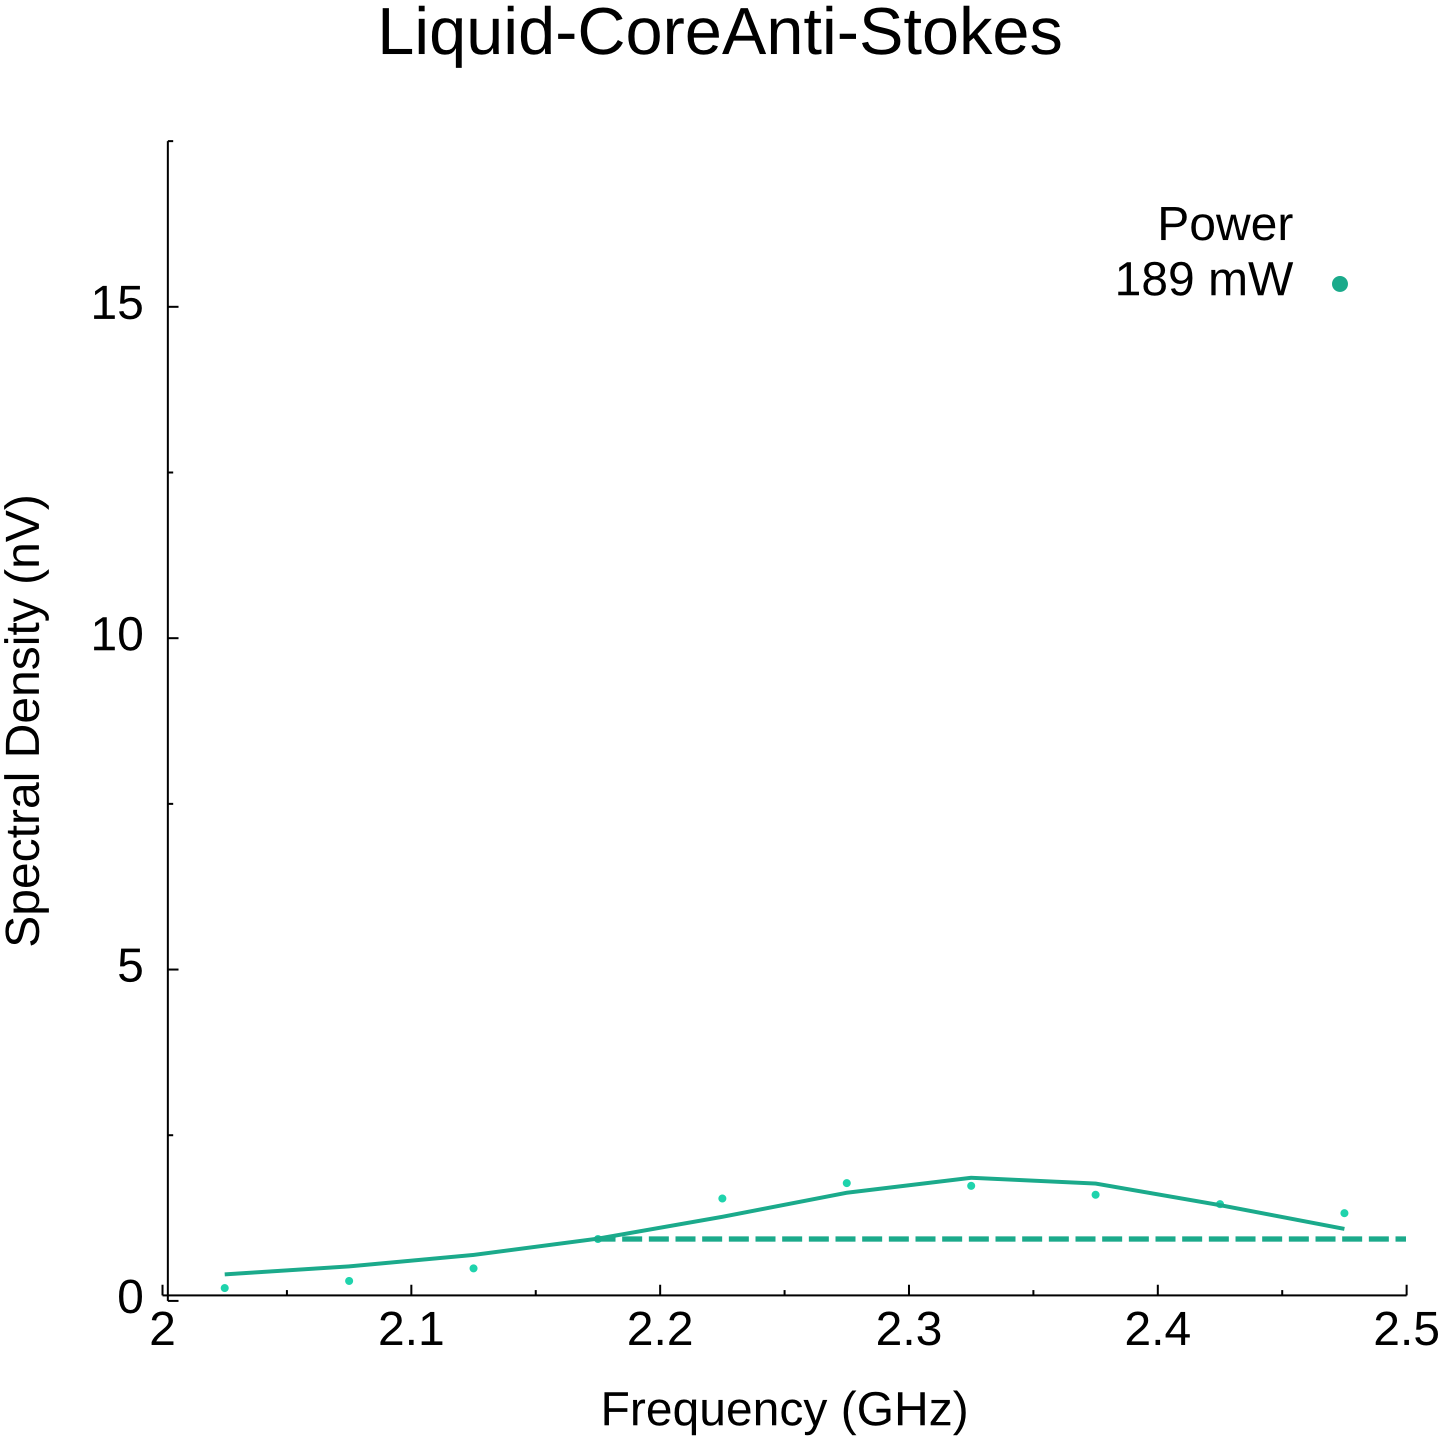 Liquid-CoreAnti-Stokes
Power
189 mW
15
10
5
0
Spectral Density (nV)
2
2.1
2.2
2.3
2.4
2.5
Frequency (GHz)